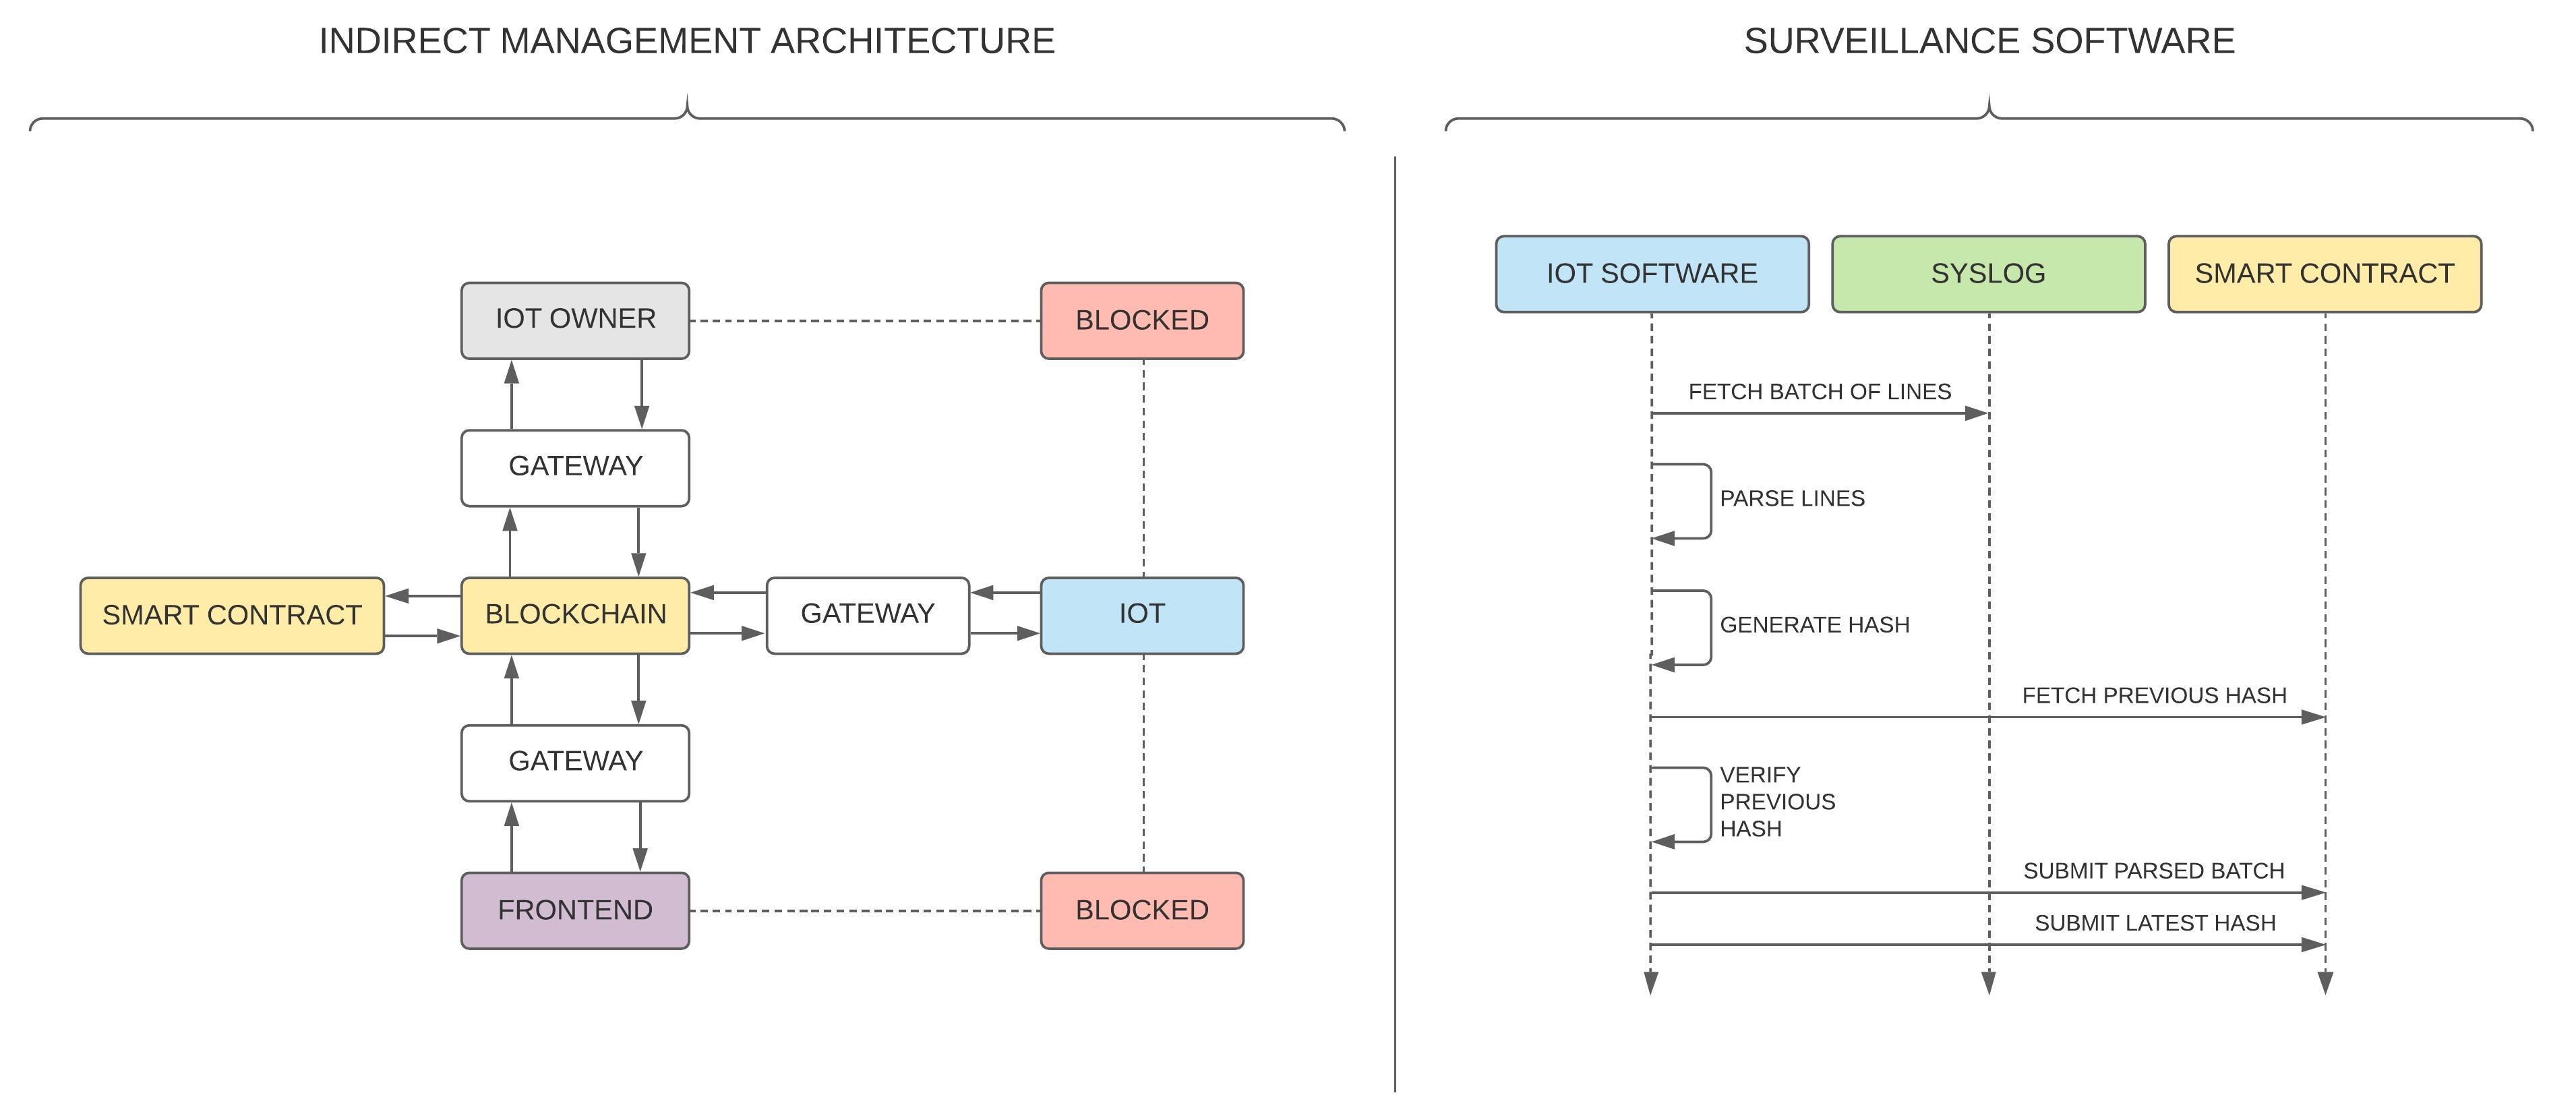 INDIRECT MANAGEMENT ARCHITECTURE
IOT OWNER
BLOCKED
GATEWAY
SMART CONTRACT
BLOCKCHAIN
GATEWAY
IOT
GATEWAY
FRONTEND
BLOCKED
SURVEILLANCE SOFTWARE
IOT SOFTWARE
SYSLOG
SMART CONTRACT
FETCH BATCH OF LINES
PARSE LINES
GENERATE HASH
FETCH PREVIOUS HASH
VERIFY
PREVIOUS
HASH
SUBMIT PARSED BATCH
SUBMIT LATEST HASH